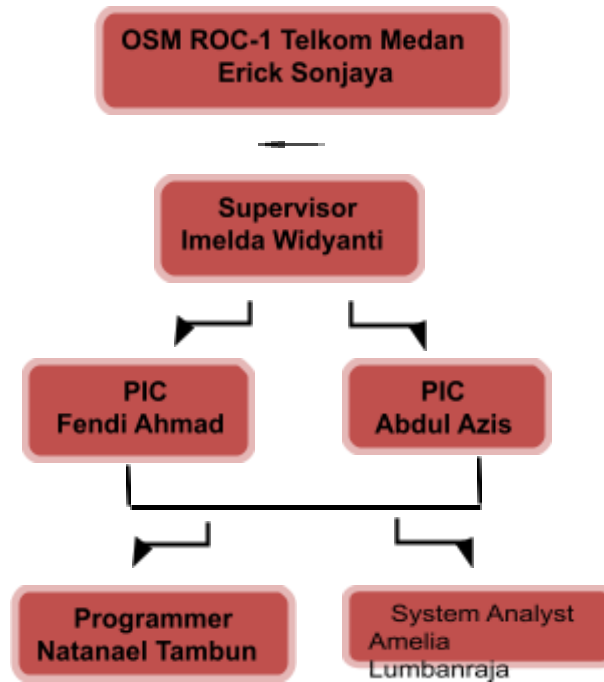 OSM ROC-1 Telkom Medan
Erick Sonjaya
Supervisor
Imelda Widyanti
PIC
Fendi Ahmad
PIC
Abdul Azis
Programmer
Natanael Tambun
System Analyst
Amelia
Lumbanraja